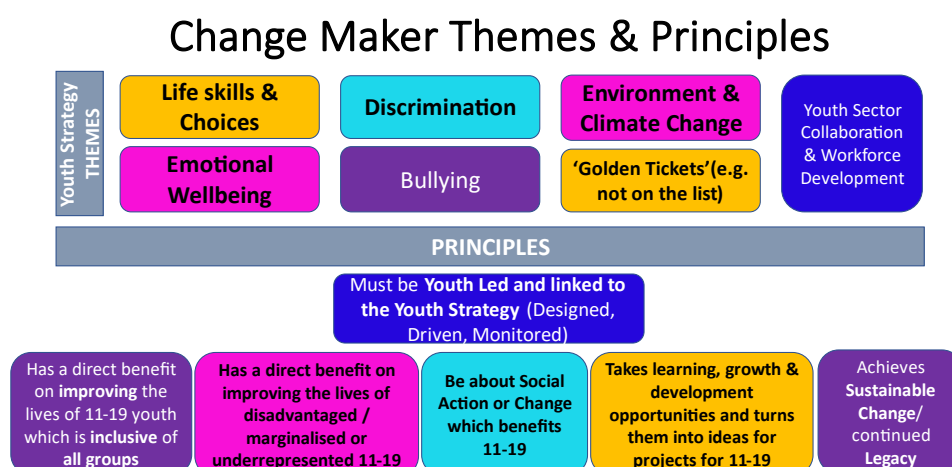 Change Maker Themes & Principles
Youth Strategy
THEMES
Life skills &
Choices
Discrimination
Environment &
Climate Change
Youth Sector
Collaboration
& Workforce
Development
Emotional
Wellbeing
Bullying
‘Golden Tickets’(e.g.
not on the list)
PRINCIPLES
Must be Youth Led and linked to
the Youth Strategy (Designed,
Driven, Monitored)
Has a direct benefit
on improving the
lives of 11-19 youth
which is inclusive of
all groups
Has a direct benefit on
improving the lives of
disadvantaged /
marginalised or
underrepresented 11-19
Be about Social
Action or Change
which benefits
11-19
Takes learning, growth &
development
opportunities and turns
them into ideas for
projects for 11-19
Achieves
Sustainable
Change/
continued
Legacy